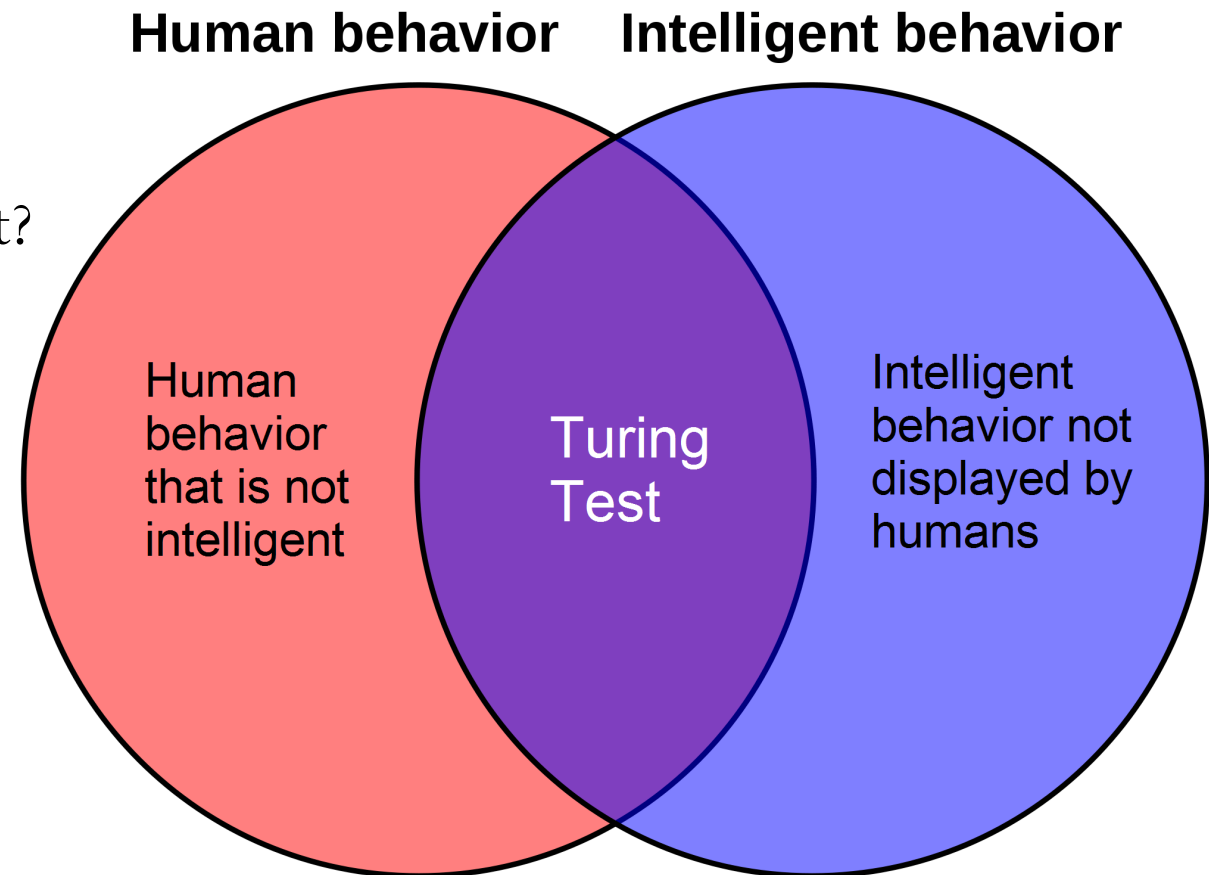 Human behavior Intelligent behavior
t?
Human
behavior
that is not
intelligent
Turing
Test
Intelligent
behavior not
displayed by
humans